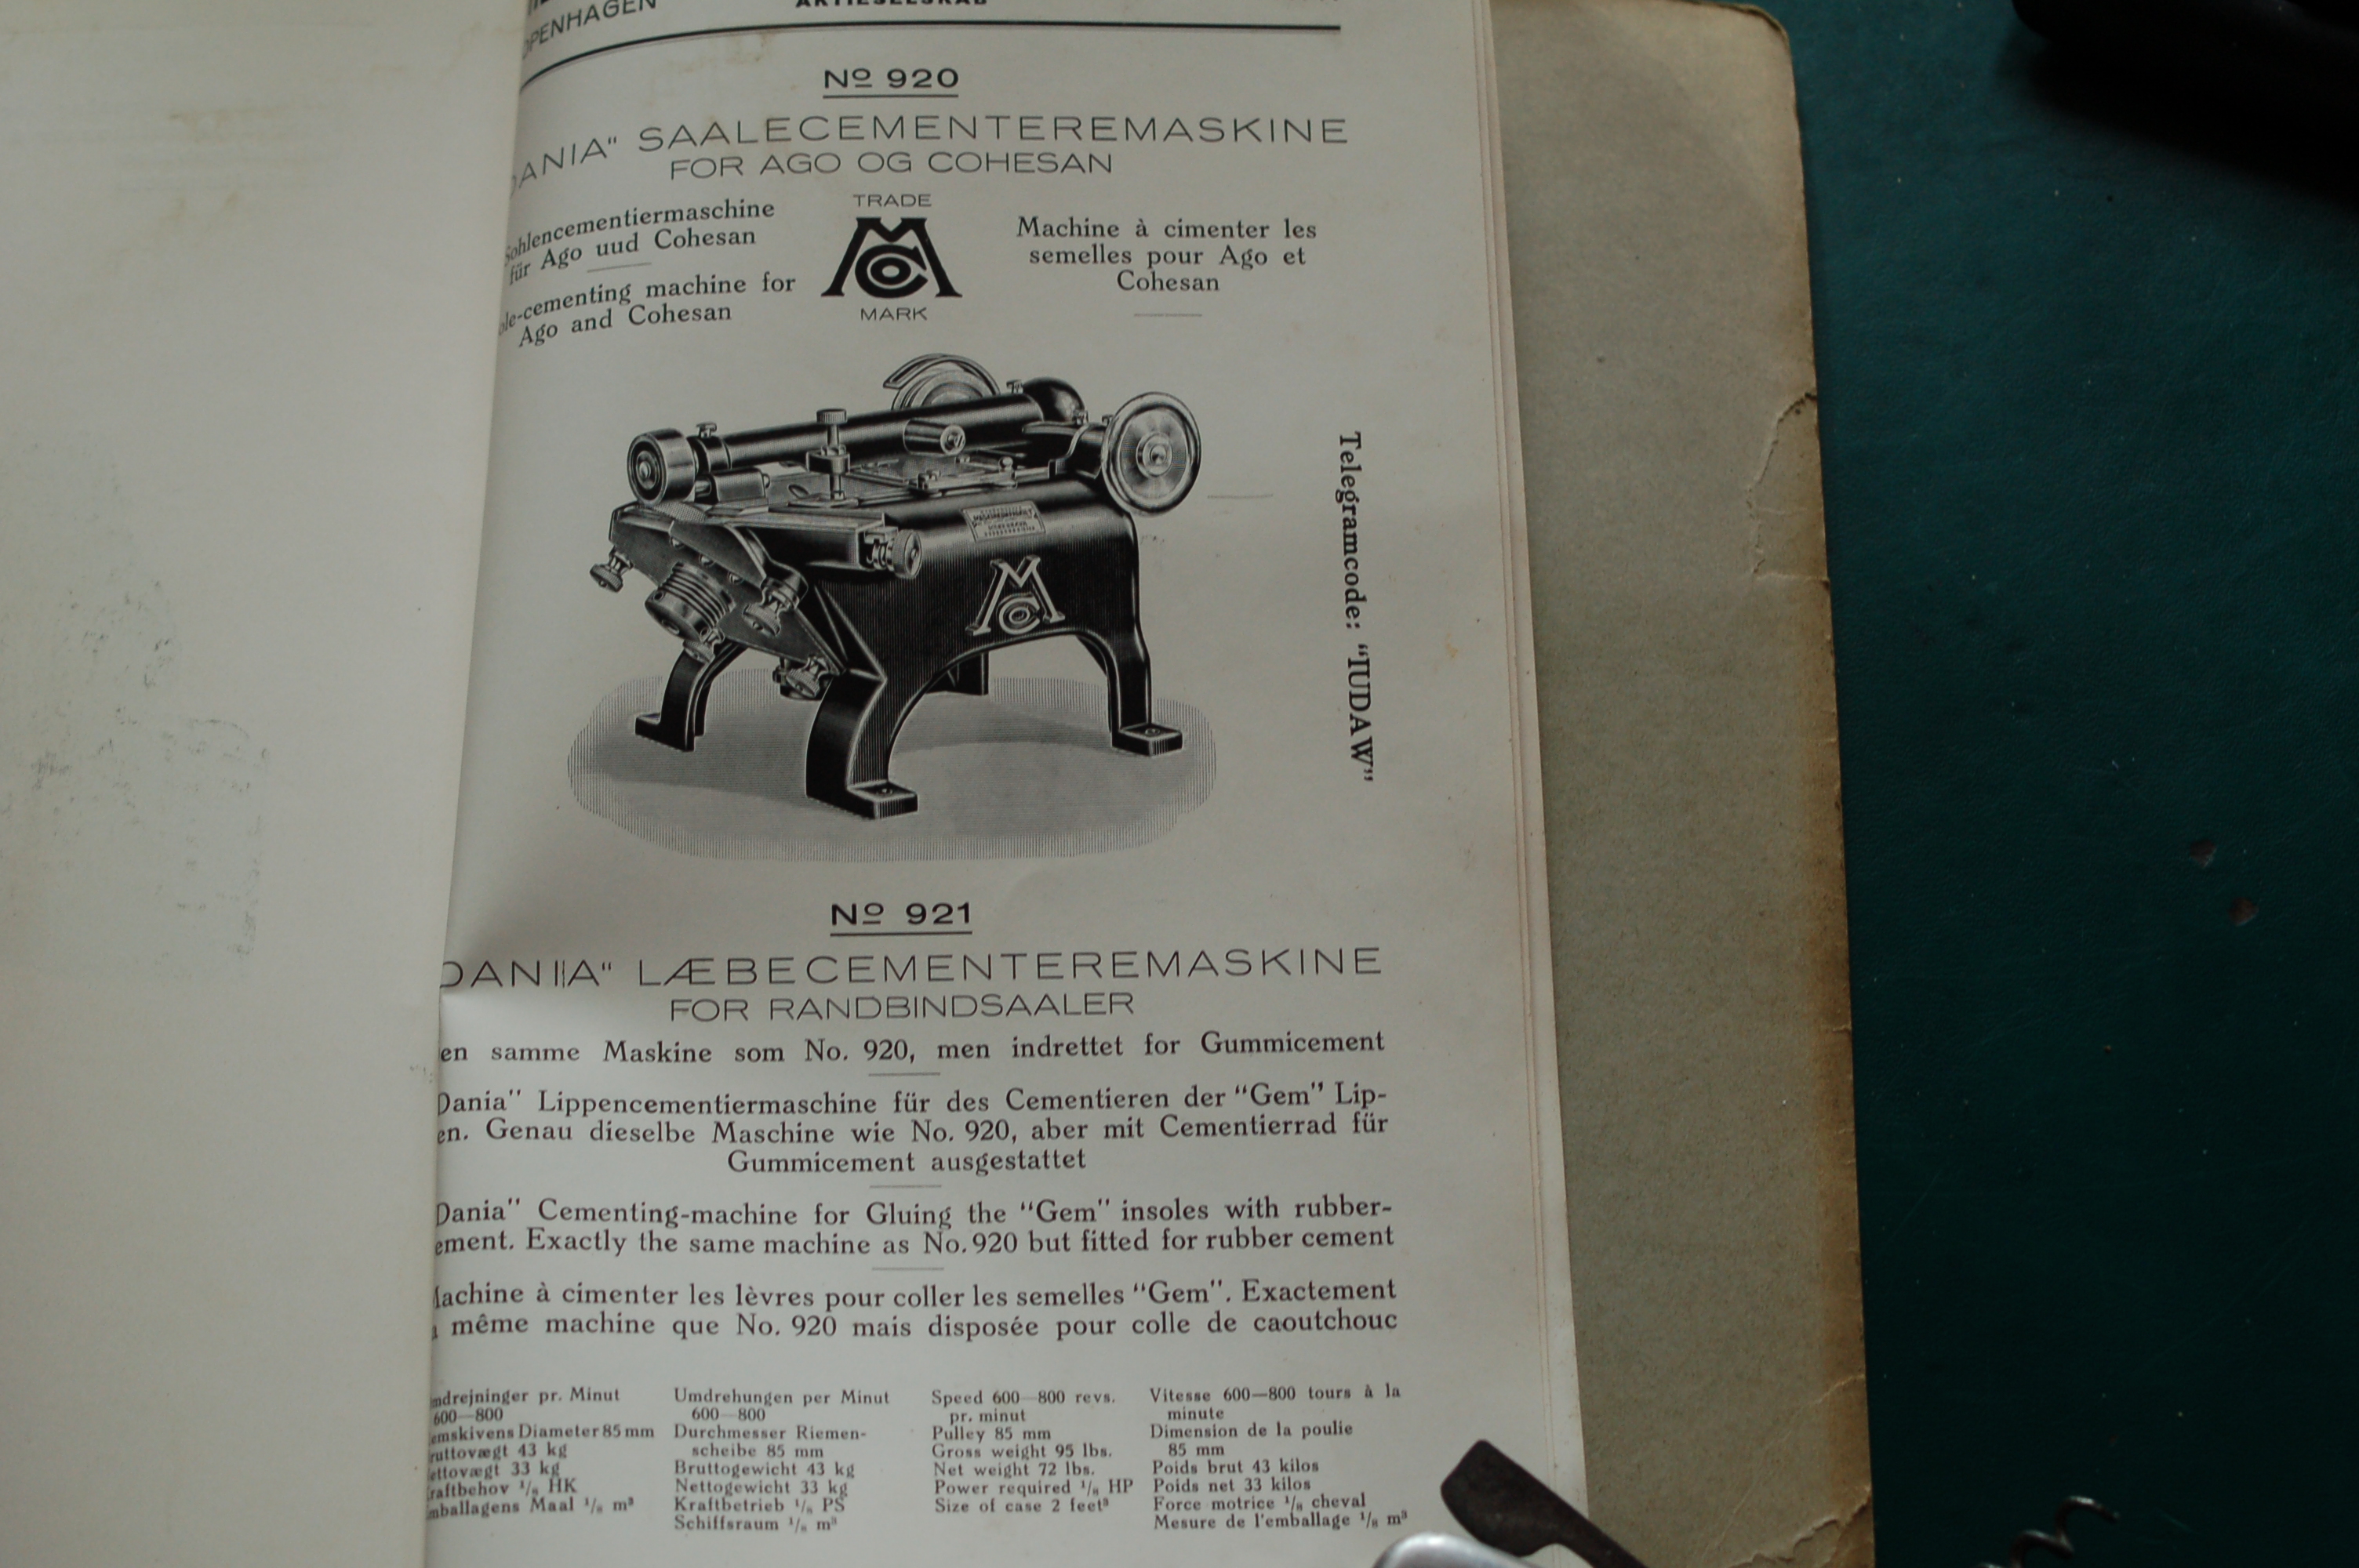 OPENHAGEN
AKTIESELSKAB
Nº 920
DANIA" SAALECEMENTEREMASKINE
FOR AGO OG COHESAN
Sohlencementiermaschine
für Ago uud Cohesan
ole-cementing machine for
Ago and Cohesan
TRADE
MCo
MARK
Machine à cimenter les
semelles pour Ago et
Cohesan
MCo
Telegramcode: "IUDAW"
Nº 921
DANIIA" LÆBECEMENTEREMASKINE
FOR RANDBINDSAALER
en samme Maskine som No. 920, men indrettet for Gummicement
Dania" Lippencementiermaschine für des Cementieren der "Gem" Lip-
en. Genau dieselbe Maschine wie No. 920, aber mit Cementierrad für
Gummicement ausgestattet
Dania" Cementing-machine for Gluing the "Gem" insoles with rubber-
ement. Exactly the same machine as No. 920 but fitted for rubber cement
Machine à cimenter les lèvres pour coller les semelles "Gem". Exactement
a même machine que No. 920 mais disposée pour colle de caoutchouc
mdrejninger pr. Minut
600—800
emskivens Diameter 85 mm
ruttovægt 43 kg
ettovægt 33 kg
raftbehov 1/8 HK
mballagens Maal 1/8 m³
Umdrehungen per Minut
600—800
Durchmesser Riemen-
scheibe 85 mm
Bruttogewicht 43 kg
Nettogewicht 33 kg
Kraftbetrieb 1/8 PS
Schiffsraum 1/8 m³
Speed 600—800 revs.
pr. minut
Pulley 85 mm
Gross weight 95 lbs.
Net weight 72 lbs.
Power required 1/8 HP
Size of case 2 feet³
Vitesse 600—800 tours à la
minute
Dimension de la poulie
85 mm
Poids brut 43 kilos
Poids net 33 kilos
Force motrice 1/8 cheval
Mesure de l'emballage 1/8 m³